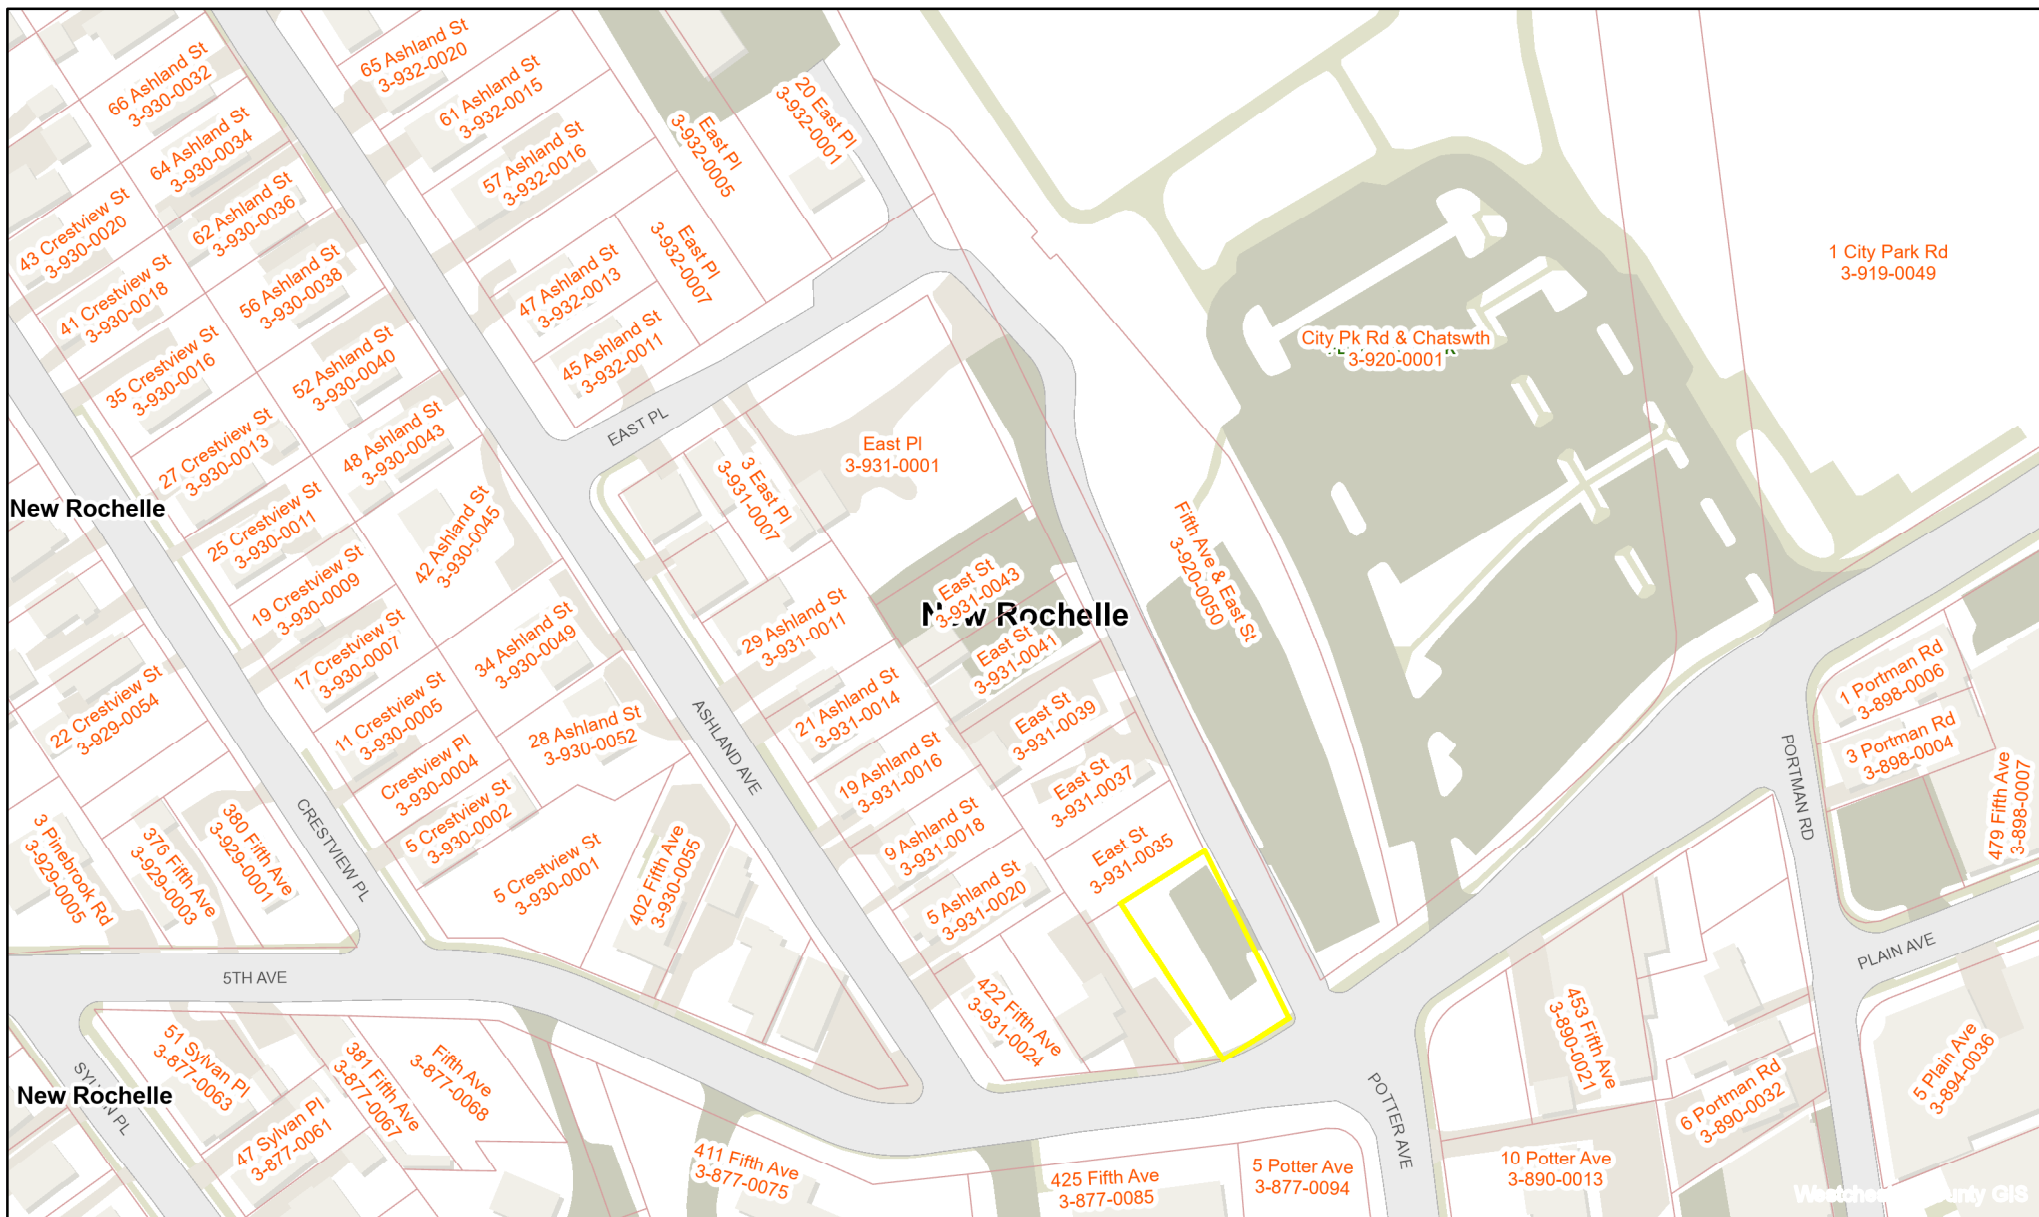 66 Ashland St
3-930-0032
65 Ashland St
3-932-0020
61 Ashland St
3-932-0015
57 Ashland St
3-932-0016
East Pl
3-932-0005
20 East Pl
3-932-0001
64 Ashland St
3-930-0034
62 Ashland St
3-930-0036
43 Crestview St
3-930-0020
41 Crestview St
3-930-0018
56 Ashland St
3-930-0038
47 Ashland St
3-932-0013
East Pl
3-932-0007
45 Ashland St
3-932-0011
1 City Park Rd
3-919-0049
City Pk Rd & Chatswth
3-920-0001
35 Crestview St
3-930-0016
52 Ashland St
3-930-0040
27 Crestview St
3-930-0013
48 Ashland St
3-930-0043
EAST PL
East Pl
3-931-0001
3 East Pl
3-931-0007
New Rochelle
25 Crestview St
3-930-0011
42 Ashland St
3-930-0045
19 Crestview St
3-930-0009
Fifth Ave & East St
3-920-0050
East St
3-931-0043
New Rochelle
29 Ashland St
3-931-0011
17 Crestview St
3-930-0007
34 Ashland St
3-930-0049
East St
3-931-0041
22 Crestview St
3-929-0054
11 Crestview St
3-930-0005
28 Ashland St
3-930-0052
ASHLAND AVE
21 Ashland St
3-931-0014
East St
3-931-0039
1 Portman Rd
3-898-0006
3 Portman Rd
3-898-0004
PORTMAN RD
479 Fifth Ave
3-898-0007
Crestview Pl
3-930-0004
19 Ashland St
3-931-0016
East St
3-931-0037
5 Crestview St
3-930-0002
CRESTVIEW PL
380 Fifth Ave
3-929-0001
376 Fifth Ave
3-929-0003
3 Pinebrook Rd
3-929-0005
5 Crestview St
3-930-0001
402 Fifth Ave
3-930-0055
9 Ashland St
3-931-0018
East St
3-931-0035
5 Ashland St
3-931-0020
PLAIN AVE
5TH AVE
422 Fifth Ave
3-931-0024
453 Fifth Ave
3-890-0021
51 Sylvan Pl
3-877-0063
381 Fifth Ave
3-877-0067
Fifth Ave
3-877-0068
New Rochelle
47 Sylvan Pl
3-877-0061
POTTER AVE
6 Portman Rd
3-890-0032
5 Plain Ave
3-894-0036
411 Fifth Ave
3-877-0075
425 Fifth Ave
3-877-0085
5 Potter Ave
3-877-0094
10 Potter Ave
3-890-0013
GIS